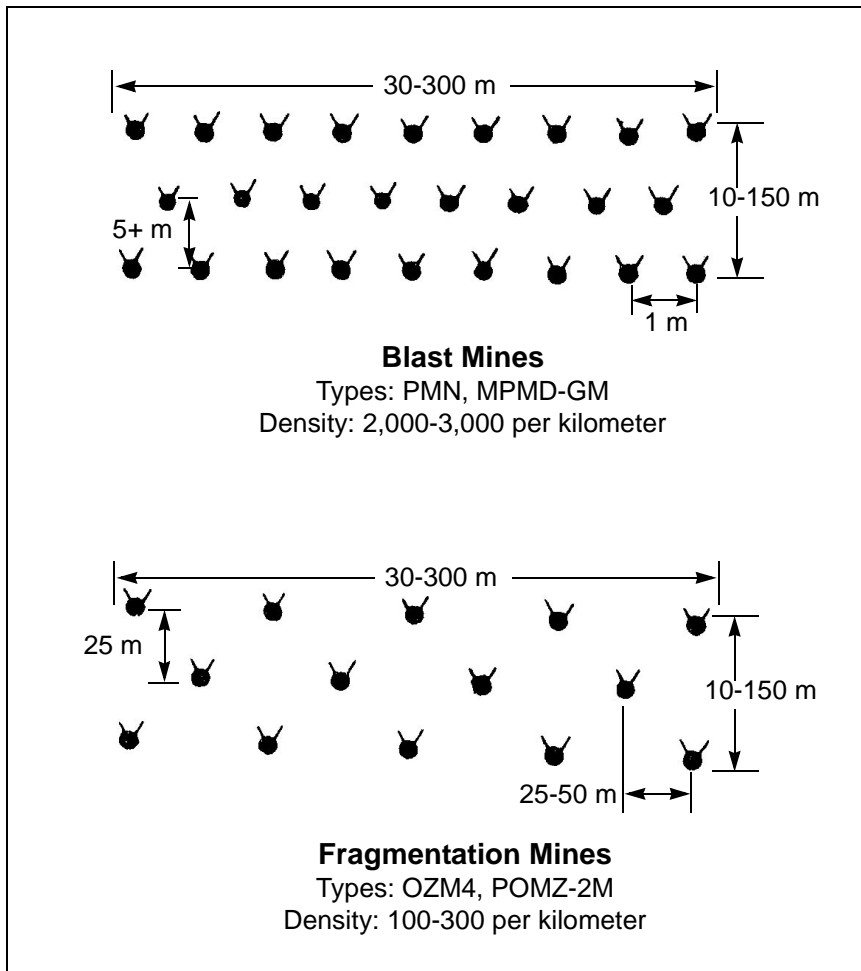 30-300 m
10-150 m
5+ m
1 m
Blast Mines
Types: PMN, MPMD-GM
Density: 2,000-3,000 per kilometer
30-300 m
25 m
10-150 m
25-50 m
Fragmentation Mines
Types: OZM4, POMZ-2M
Density: 100-300 per kilometer